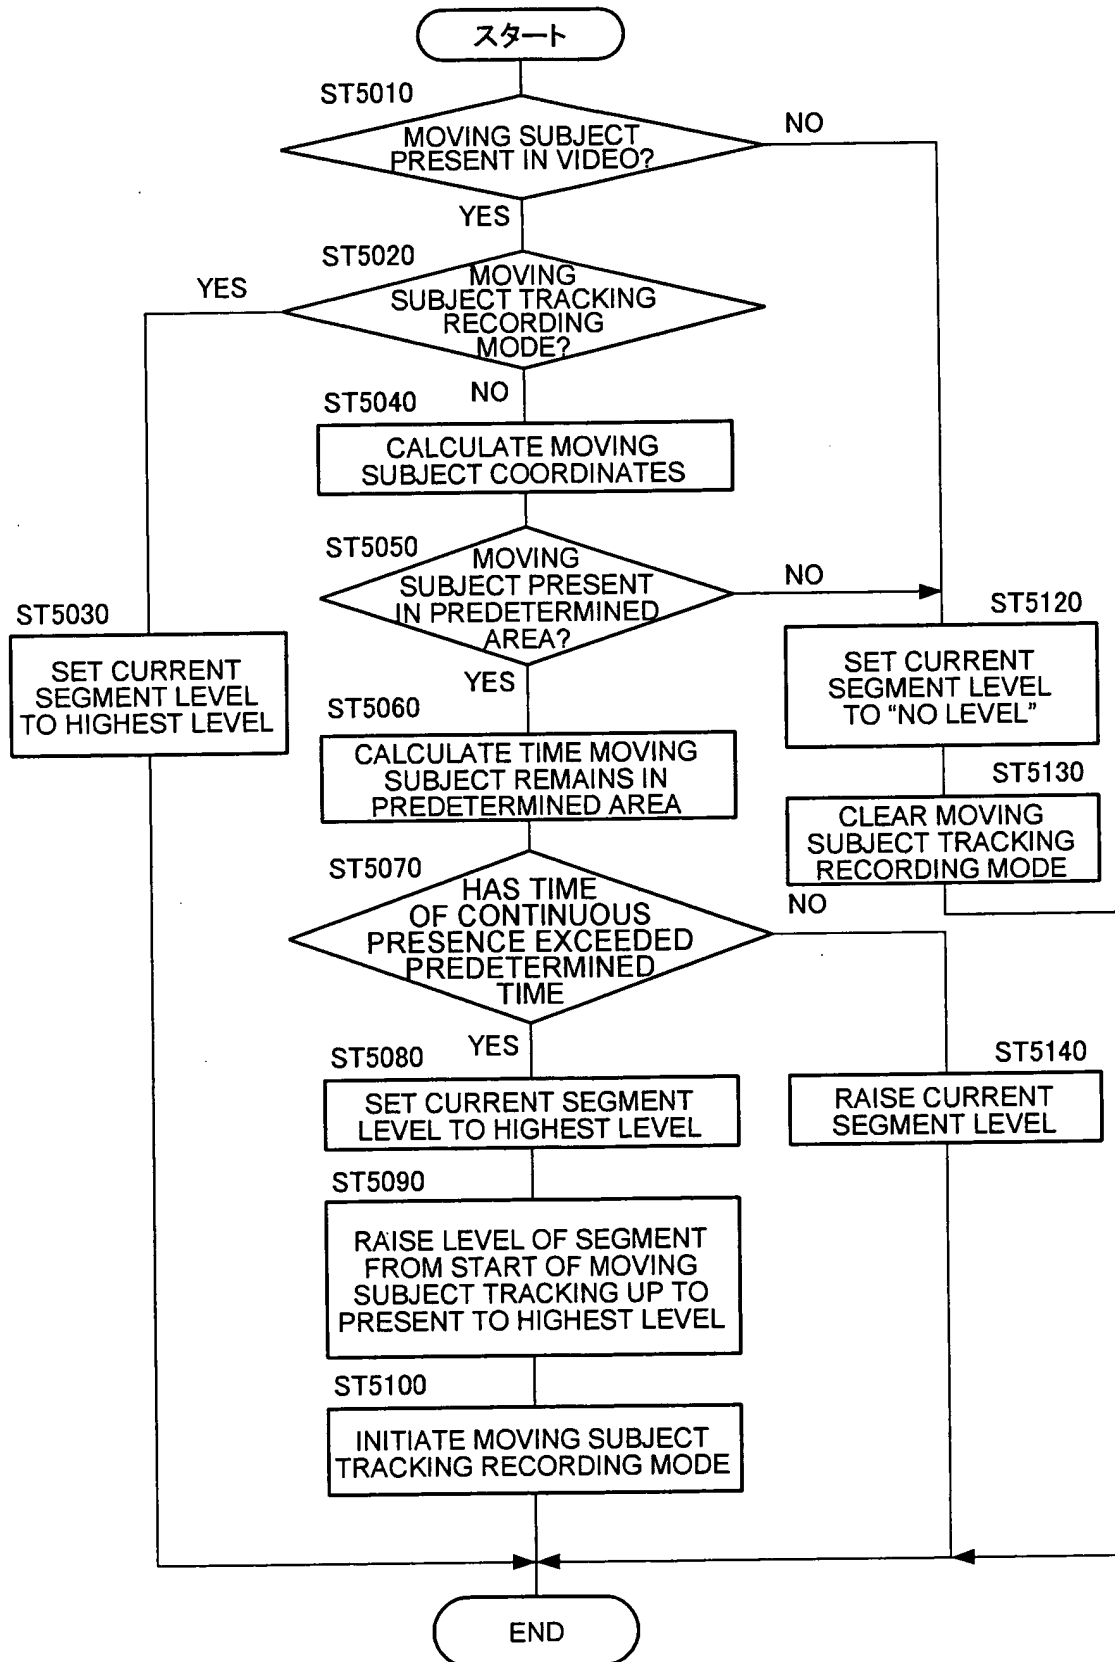 スタート
ST5010
MOVING SUBJECT
PRESENT IN VIDEO?
NO
YES
ST5020
MOVING
SUBJECT TRACKING
RECORDING
MODE?
YES
NO
ST5040
CALCULATE MOVING
SUBJECT COORDINATES
ST5050
MOVING
SUBJECT PRESENT
IN PREDETERMINED
AREA?
NO
YES
ST5030
SET CURRENT
SEGMENT LEVEL
TO HIGHEST LEVEL
ST5120
SET CURRENT
SEGMENT LEVEL
TO “NO LEVEL”
ST5060
CALCULATE TIME MOVING
SUBJECT REMAINS IN
PREDETERMINED AREA
ST5130
CLEAR MOVING
SUBJECT TRACKING
RECORDING MODE
ST5070
HAS TIME
OF CONTINUOUS
PRESENCE EXCEEDED
PREDETERMINED
TIME
NO
YES
ST5080
SET CURRENT SEGMENT
LEVEL TO HIGHEST LEVEL
ST5140
RAISE CURRENT
SEGMENT LEVEL
ST5090
RAISE LEVEL OF SEGMENT
FROM START OF MOVING
SUBJECT TRACKING UP TO
PRESENT TO HIGHEST LEVEL
ST5100
INITIATE MOVING SUBJECT
TRACKING RECORDING MODE
END